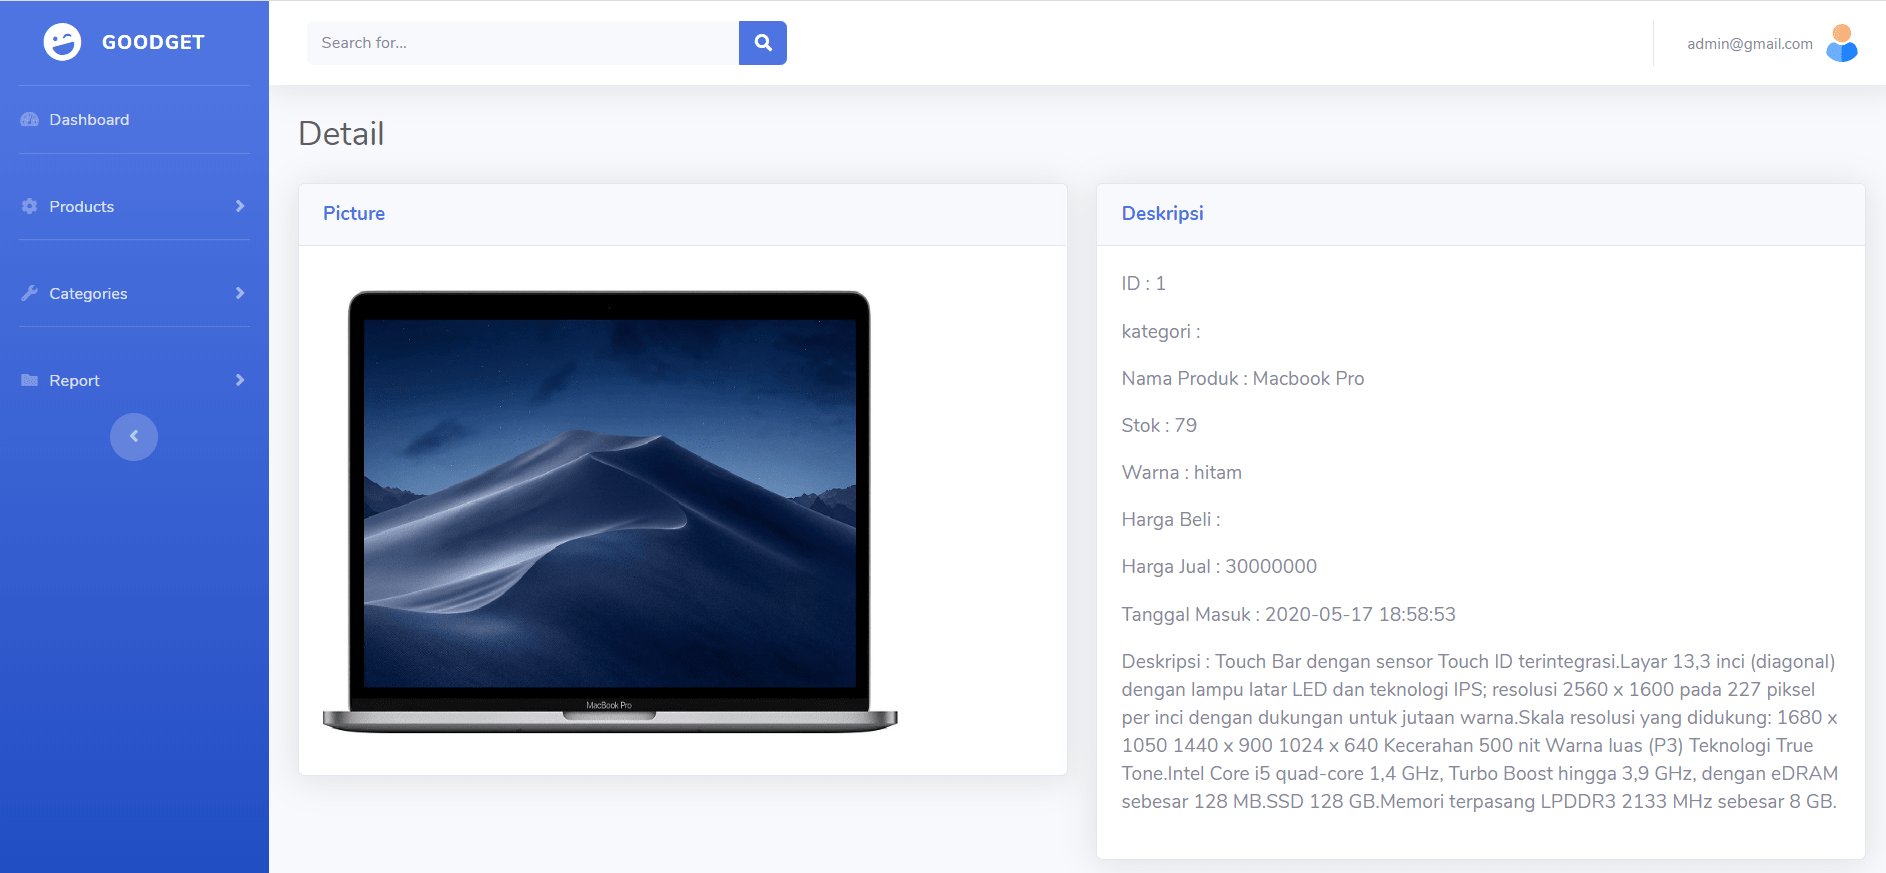 GOODGET
Search for...
admin@gmail.com
Dashboard
Products
Categories
Report
Detail
Picture
MacBook Pro
Deskripsi
ID : 1
kategori :
Nama Produk : Macbook Pro
Stok : 79
Warna : hitam
Harga Beli :
Harga Jual : 30000000
Tanggal Masuk : 2020-05-17 18:58:53
Deskripsi : Touch Bar dengan sensor Touch ID terintegrasi.Layar 13,3 inci (diagonal)
dengan lampu latar LED dan teknologi IPS; resolusi 2560 x 1600 pada 227 piksel
per inci dengan dukungan untuk jutaan warna.Skala resolusi yang didukung: 1680 x
1050 1440 x 900 1024 x 640 Kecerahan 500 nit Warna luas (P3) Teknologi True
Tone.Intel Core i5 quad-core 1,4 GHz, Turbo Boost hingga 3,9 GHz, dengan eDRAM
sebesar 128 MB.SSD 128 GB.Memori terpasang LPDDR3 2133 MHz sebesar 8 GB.